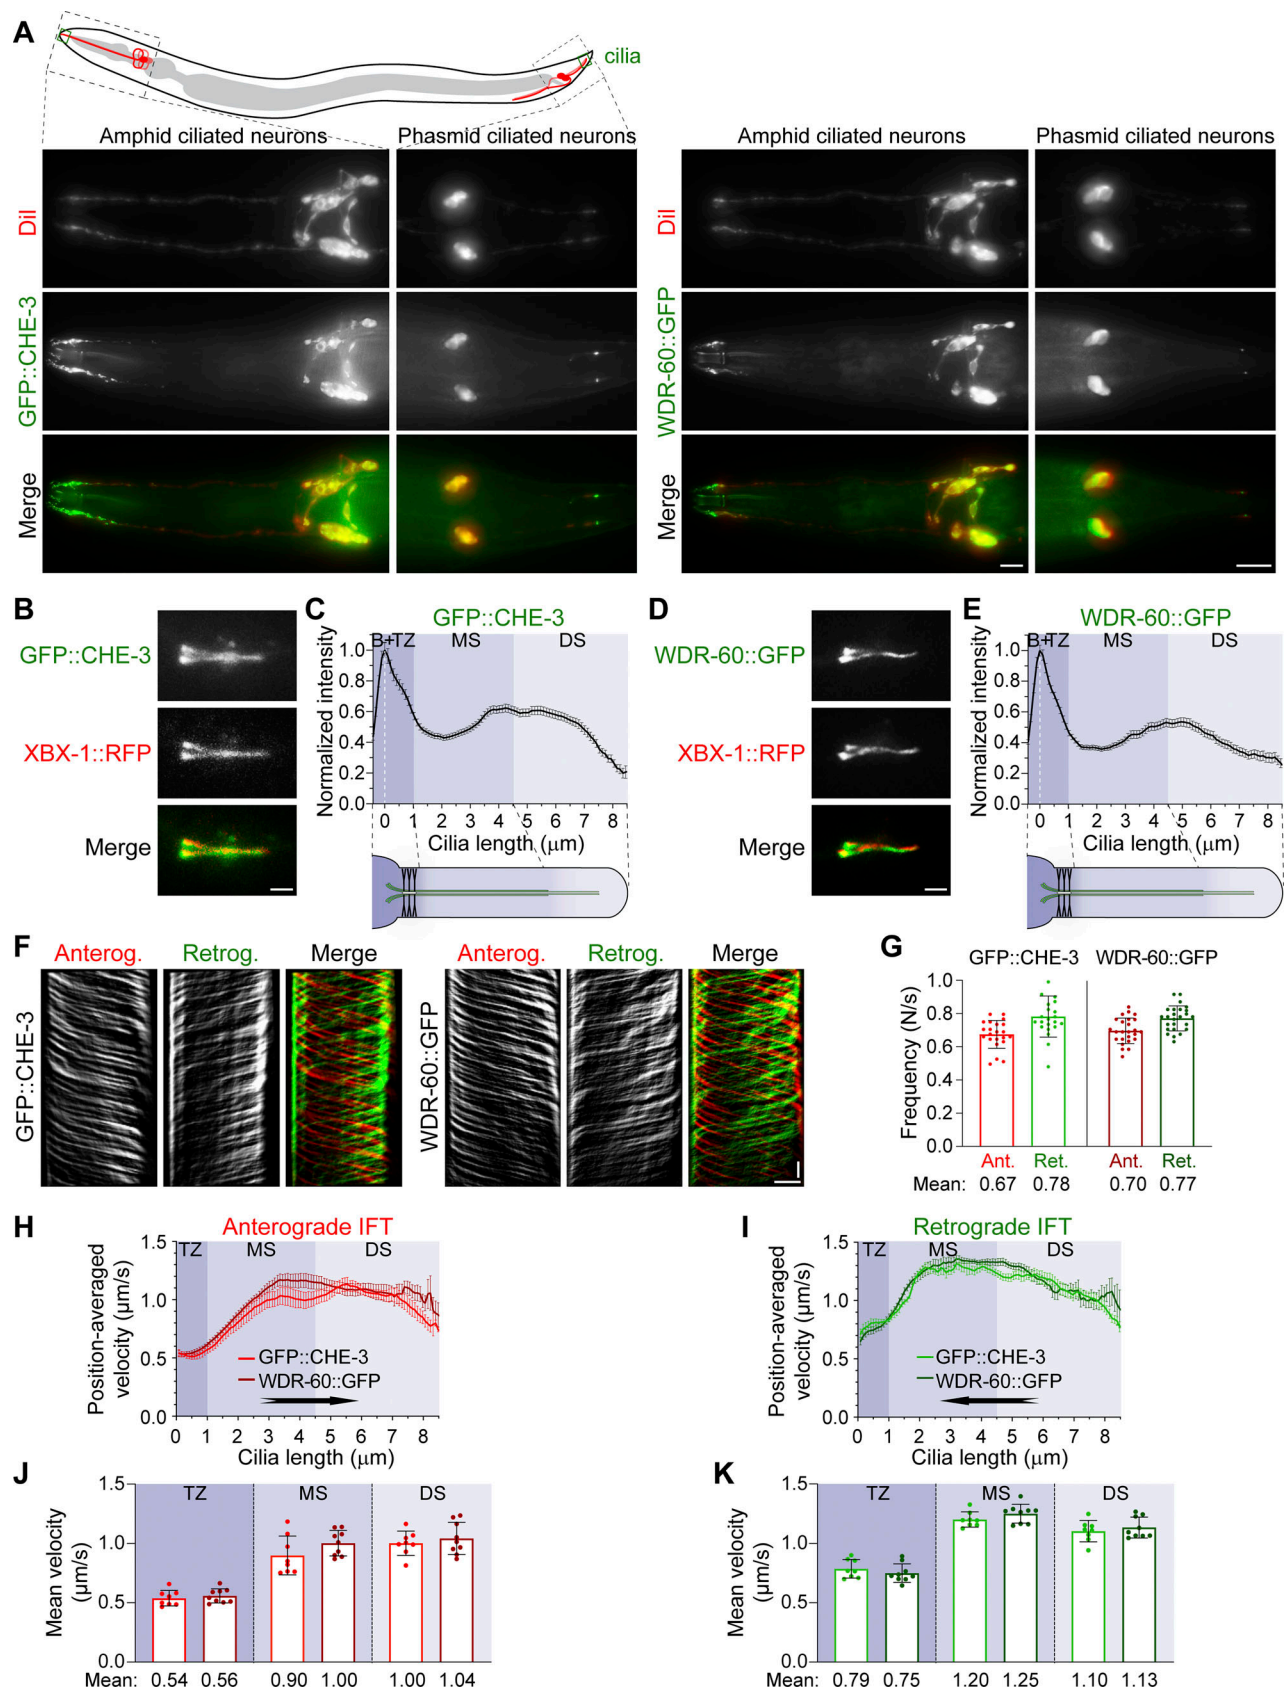 A
cilia
Amphid ciliated neurons
Phasmid ciliated neurons
Amphid ciliated neurons
Phasmid ciliated neurons
DiI
GFP::CHE-3
Merge
DiI
WDR-60::GFP
Merge
B
GFP::CHE-3
XBX-1::RFP
Merge
C
GFP::CHE-3
B+TZ MS DS
Normalized intensity
1.0
0.8
0.6
0.4
0.2
0.0
0 1 2 3 4 5 6 7 8
Cilia length (μm)
D
WDR-60::GFP
XBX-1::RFP
Merge
E
WDR-60::GFP
B+TZ MS DS
Normalized intensity
1.0
0.8
0.6
0.4
0.2
0.0
0 1 2 3 4 5 6 7 8
Cilia length (μm)
F
Anterog. Retrog. Merge
GFP::CHE-3
Anterog. Retrog. Merge
WDR-60::GFP
G
GFP::CHE-3 WDR-60::GFP
Frequency (N/s)
1.0
0.8
0.6
0.4
0.2
0.0
Ant. Ret. Ant. Ret.
Mean: 0.67 0.78 0.70 0.77
H
Anterograde IFT
TZ MS DS
Position-averaged
velocity (μm/s)
1.5
1.0
0.5
0.0
GFP::CHE-3
WDR-60::GFP
0 1 2 3 4 5 6 7 8
Cilia length (μm)
I
Retrograde IFT
TZ MS DS
Position-averaged
velocity (μm/s)
1.5
1.0
0.5
0.0
GFP::CHE-3
WDR-60::GFP
0 1 2 3 4 5 6 7 8
Cilia length (μm)
J
TZ MS DS
Mean velocity
(μm/s)
1.5
1.0
0.5
0.0
Mean: 0.54 0.56 0.90 1.00 1.00 1.04
K
TZ MS DS
Mean velocity
(μm/s)
1.5
1.0
0.5
0.0
Mean: 0.79 0.75 1.20 1.25 1.10 1.13